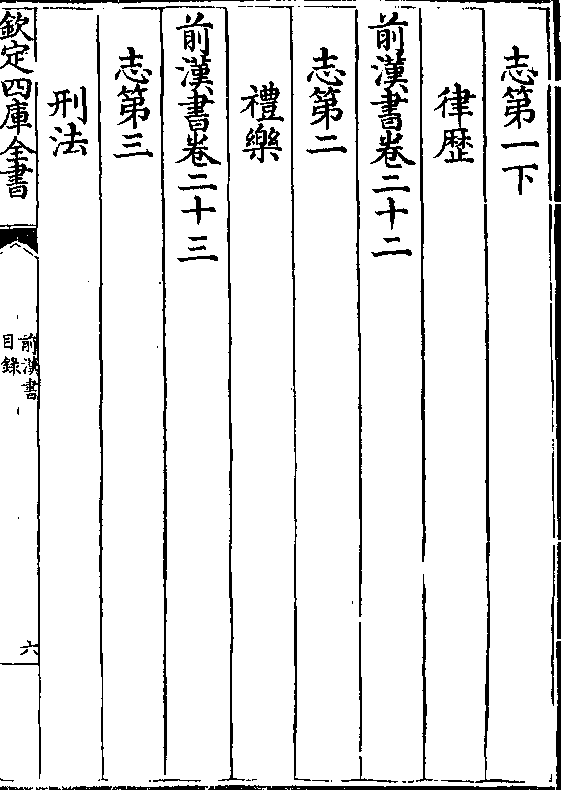 志第一下
律歴
前漢書卷二十二
志第二
禮樂
前漢書卷二十三
志第三
刑法
欽定四庫全書
前漢書
目錄
六